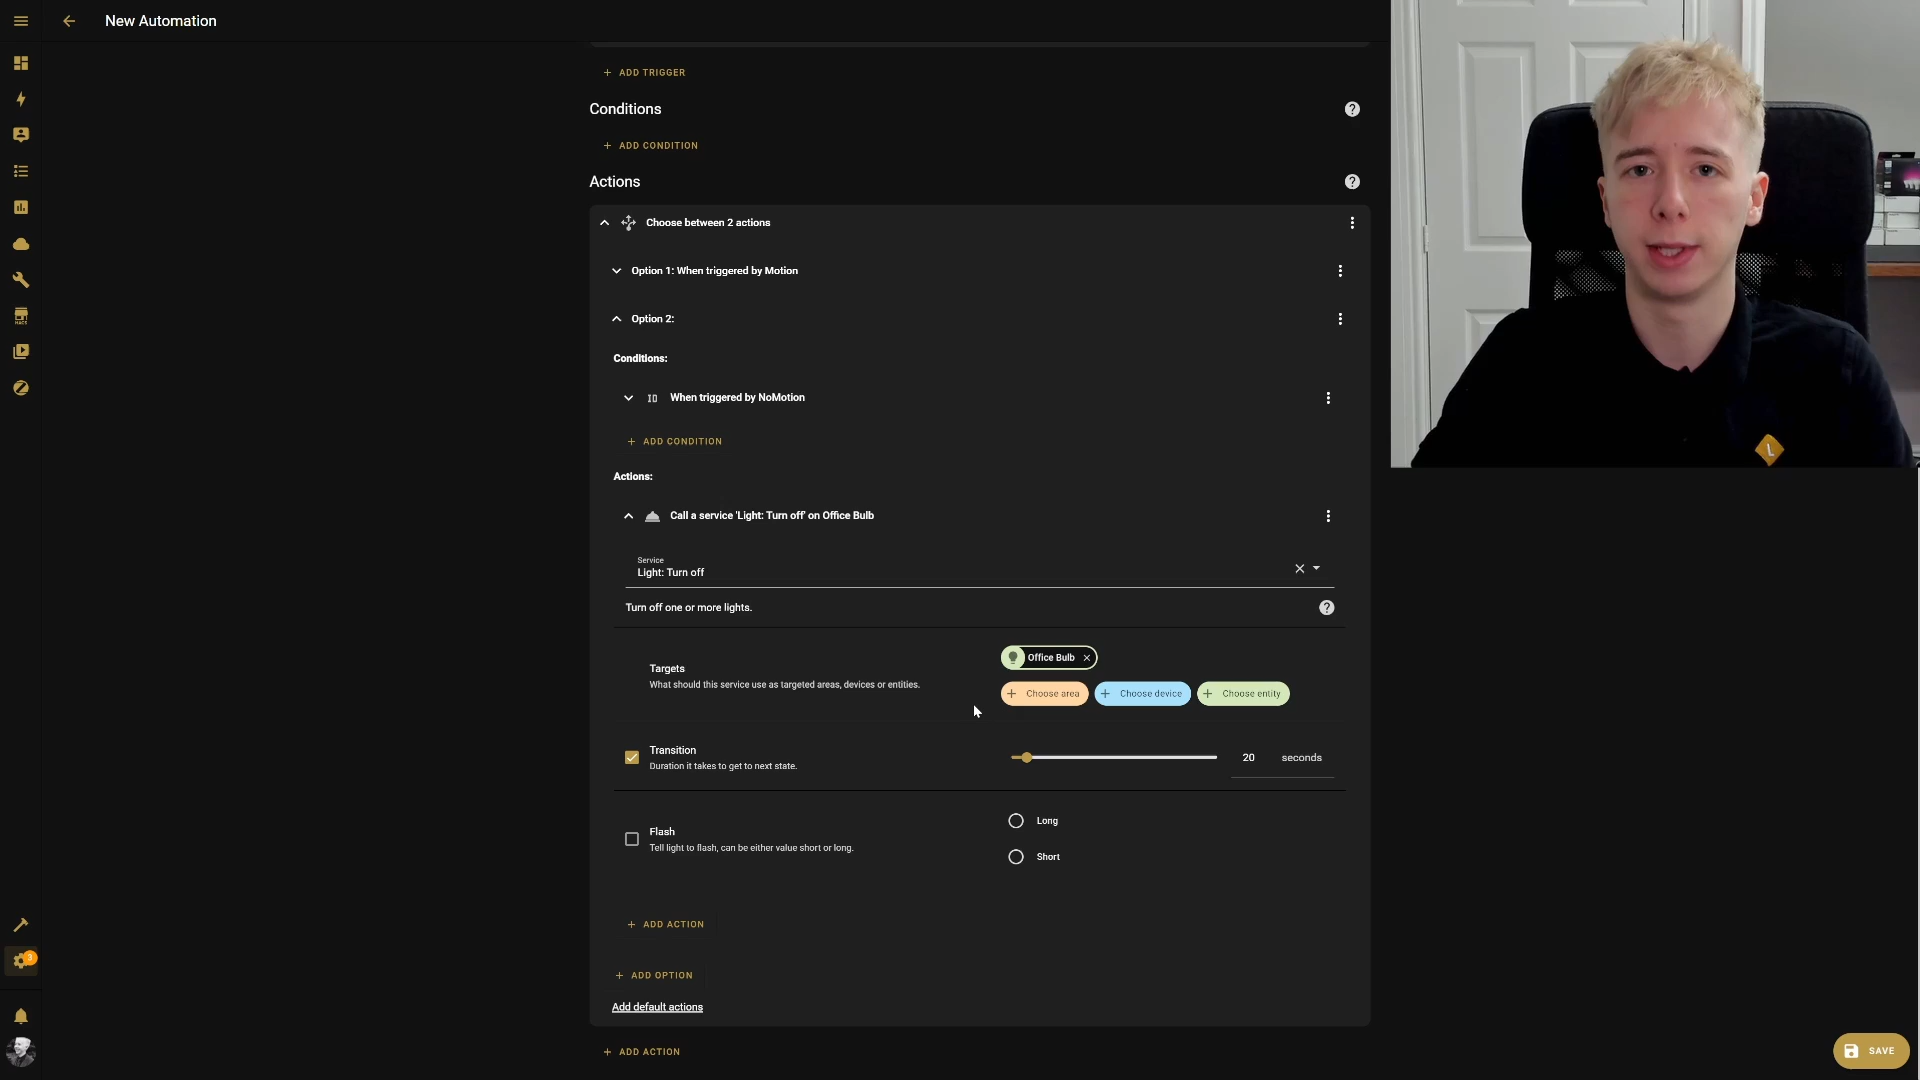 New Automation
ADD TRIGGER
Conditions
ADD CONDITION
Actions
Choose between 2 actions
Option 1: When triggered by Motion
Option 2:
Conditions:
When triggered by NoMotion
ADD CONDITION
Actions:
Call a service 'Light: Turn off' on Office Bulb
Service
Light: Turn off
Turn off one or more lights.
Targets
What should this service use as targeted areas, devices or entities.
Office Bulb
Choose area
Choose device
Choose entity
Transition
Duration it takes to get to next state.
20 seconds
Flash
Tell light to flash, can be either value short or long.
Long
Short
ADD ACTION
ADD OPTION
Add default actions
ADD ACTION
SAVE
HACS
3
L